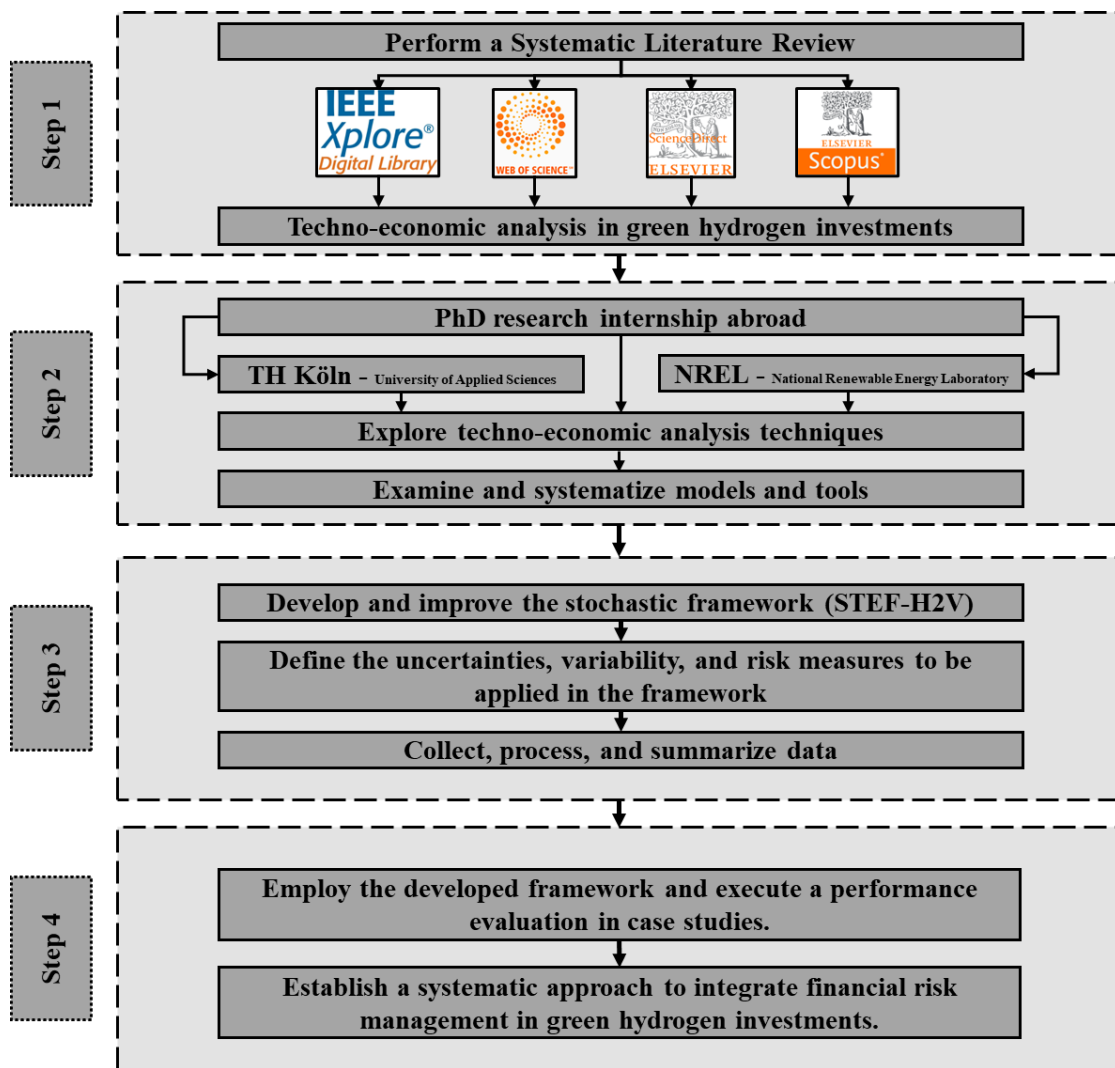 Step 1
Perform a Systematic Literature Review
IEEE
Xplore®
Digital Library
WEB OF SCIENCE™
ScienceDirect
ELSEVIER
ELSEVIER
Scopus®
Techno-economic analysis in green hydrogen investments
Step 2
PhD research internship abroad
TH Köln - University of Applied Sciences
NREL - National Renewable Energy Laboratory
Explore techno-economic analysis techniques
Examine and systematize models and tools
Step 3
Develop and improve the stochastic framework (STEF-H2V)
Define the uncertainties, variability, and risk measures to be
applied in the framework
Collect, process, and summarize data
Step 4
Employ the developed framework and execute a performance
evaluation in case studies.
Establish a systematic approach to integrate financial risk
management in green hydrogen investments.